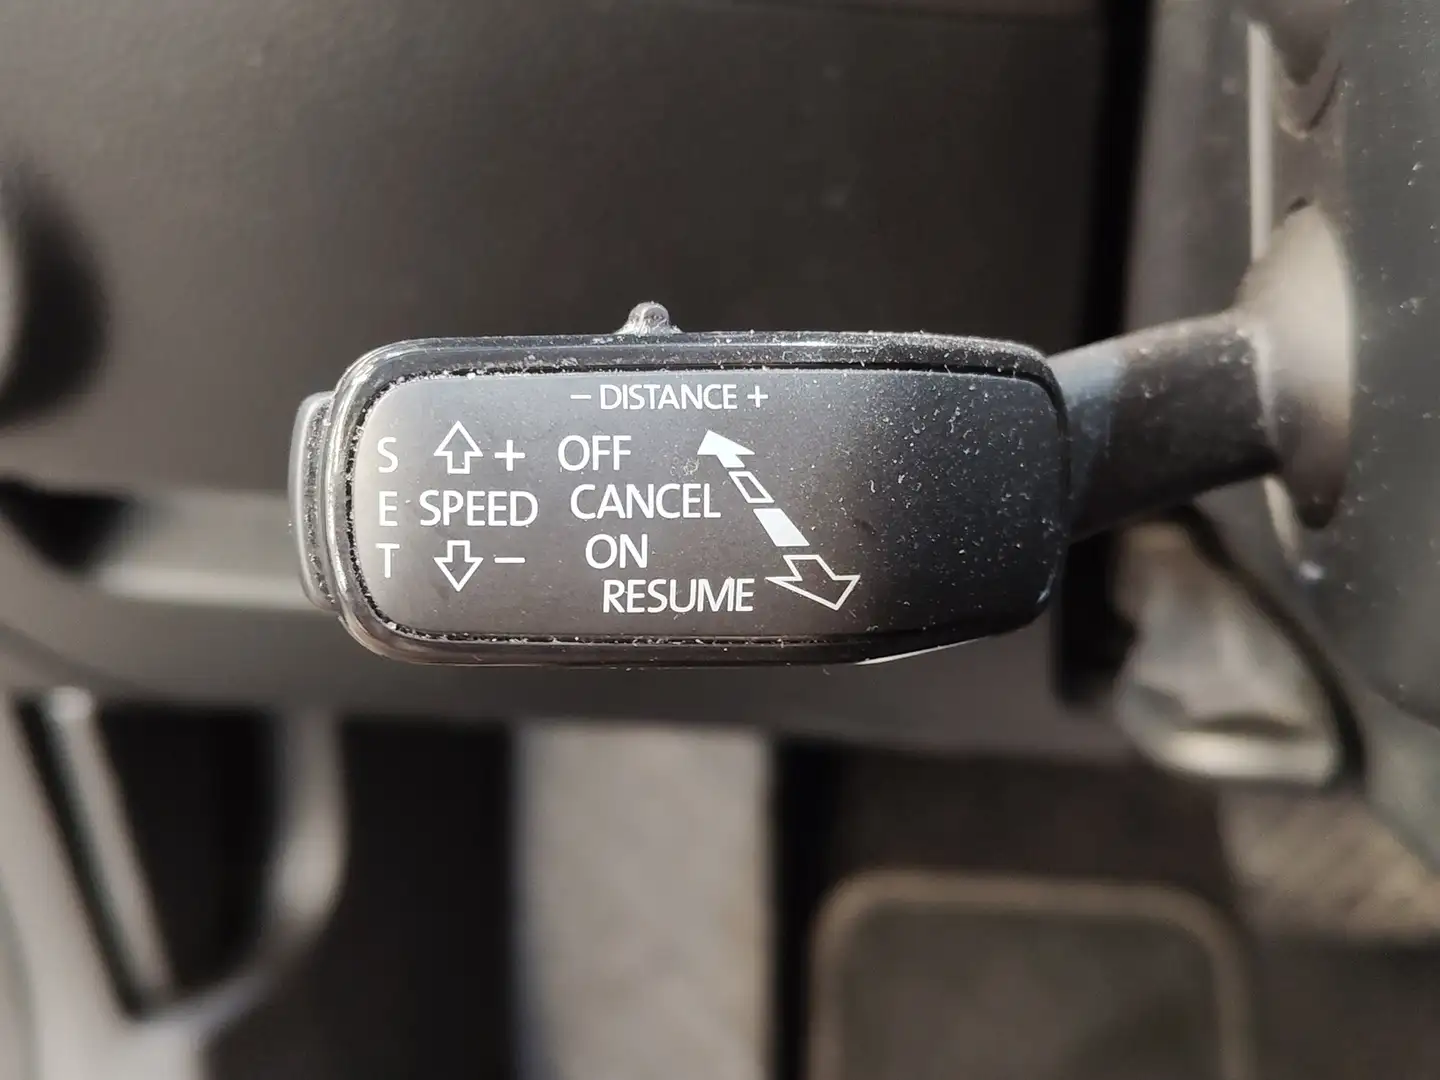 − DISTANCE +
S + OFF
E SPEED CANCEL
T − ON
RESUME